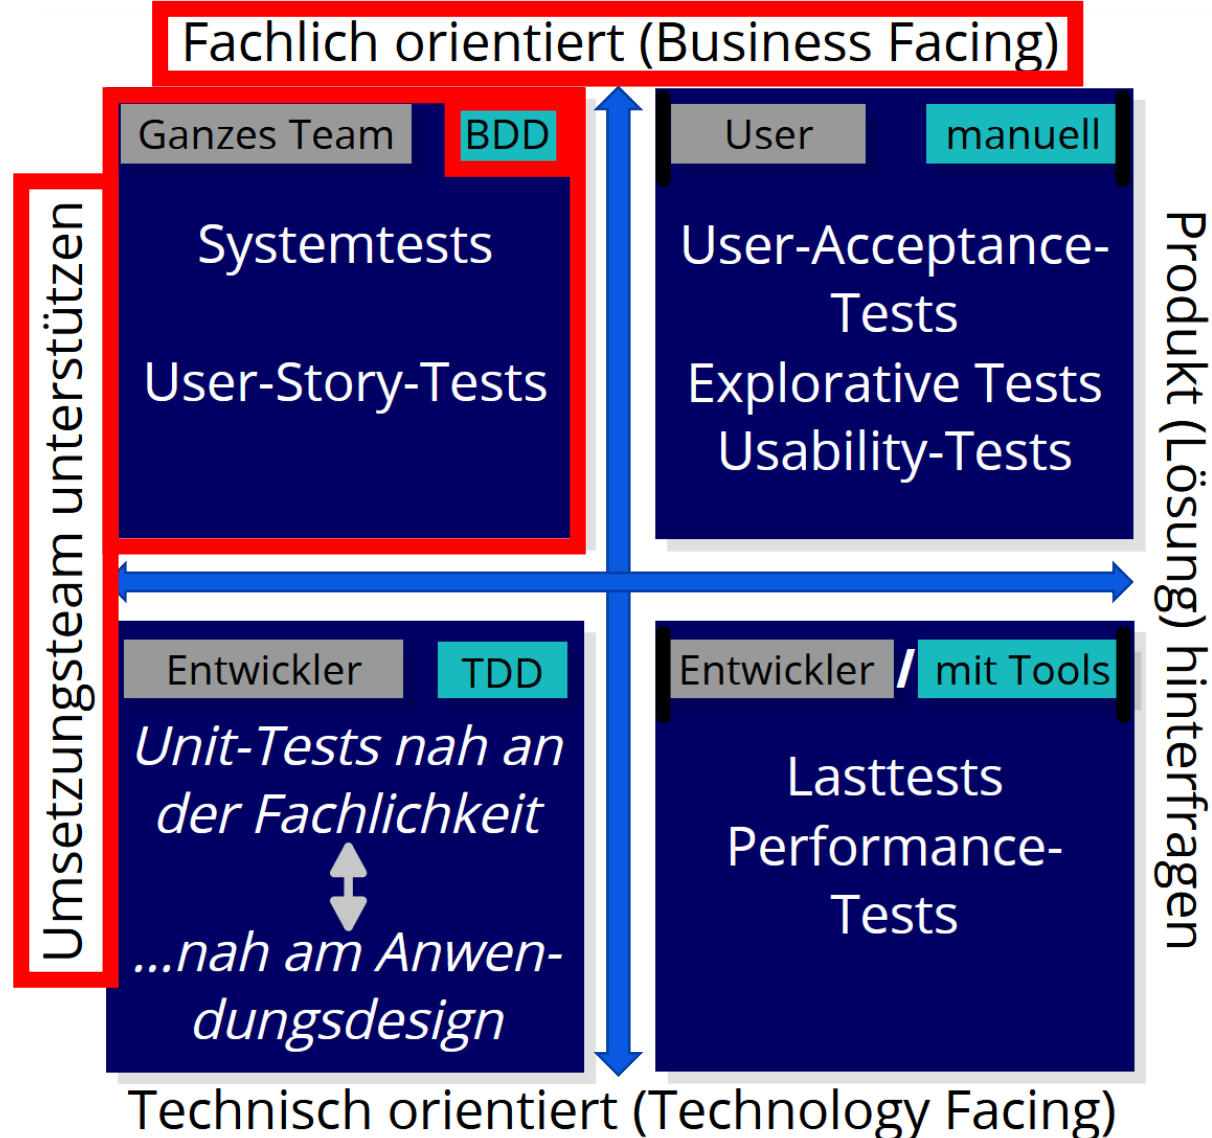 Fachlich orientiert (Business Facing)
Umsetzungsteam unterstützen
Ganzes Team
BDD
Systemtests
User-Story-Tests
User
manuell
User-Acceptance-
Tests
Explorative Tests
Usability-Tests
Produkt (Lösung) hinterfragen
Entwickler
TDD
Unit-Tests nah an
der Fachlichkeit
...nah am Anwen-
dungsdesign
Entwickler / mit Tools
Lasttests
Performance-
Tests
Technisch orientiert (Technology Facing)